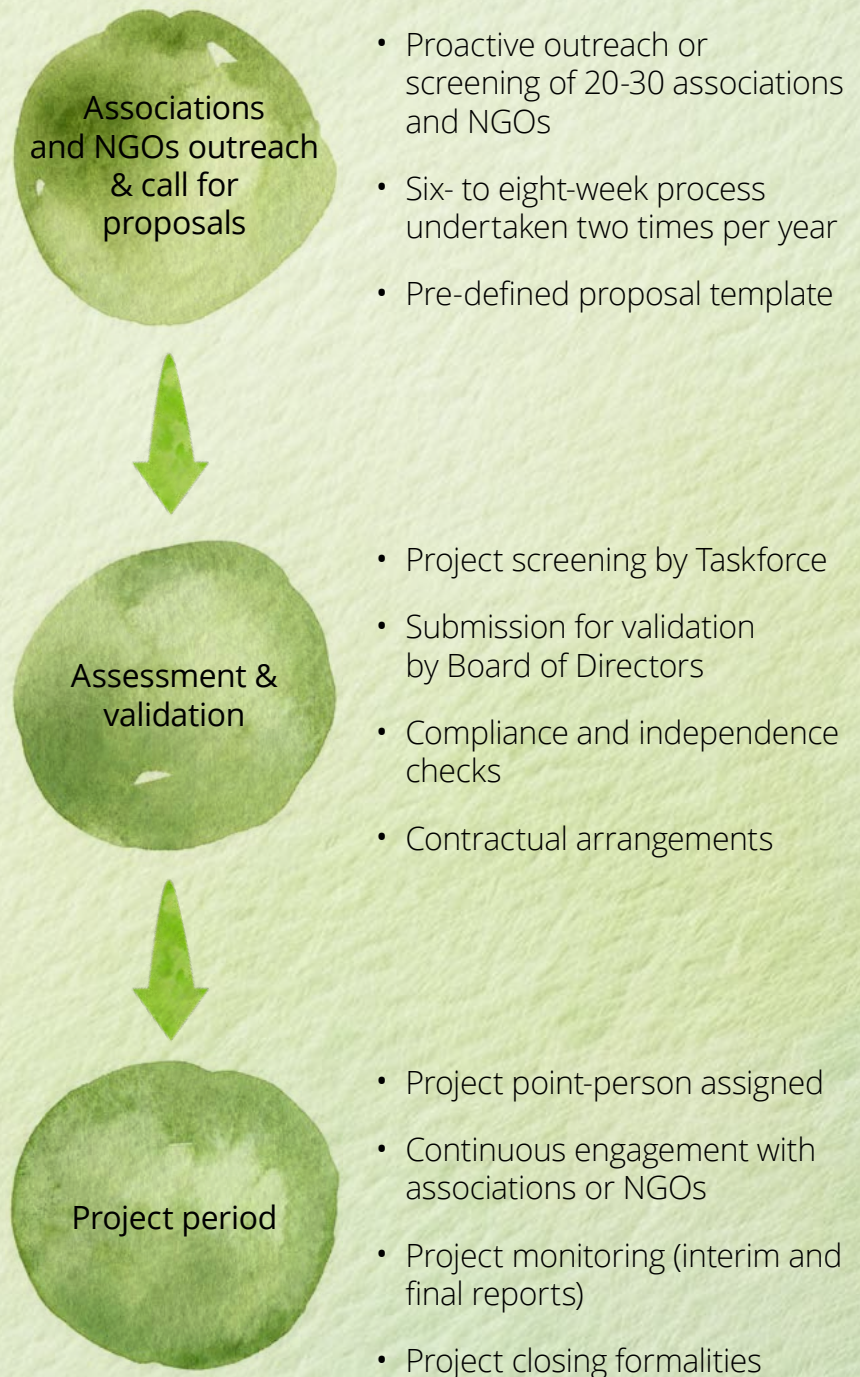 Associations
and NGOs outreach
& call for
proposals
• Proactive outreach or
screening of 20-30 associations
and NGOs
• Six- to eight-week process
undertaken two times per year
• Pre-defined proposal template
Assessment &
validation
• Project screening by Taskforce
• Submission for validation
by Board of Directors
• Compliance and independence
checks
• Contractual arrangements
Project period
• Project point-person assigned
• Continuous engagement with
associations or NGOs
• Project monitoring (interim and
final reports)
• Project closing formalities